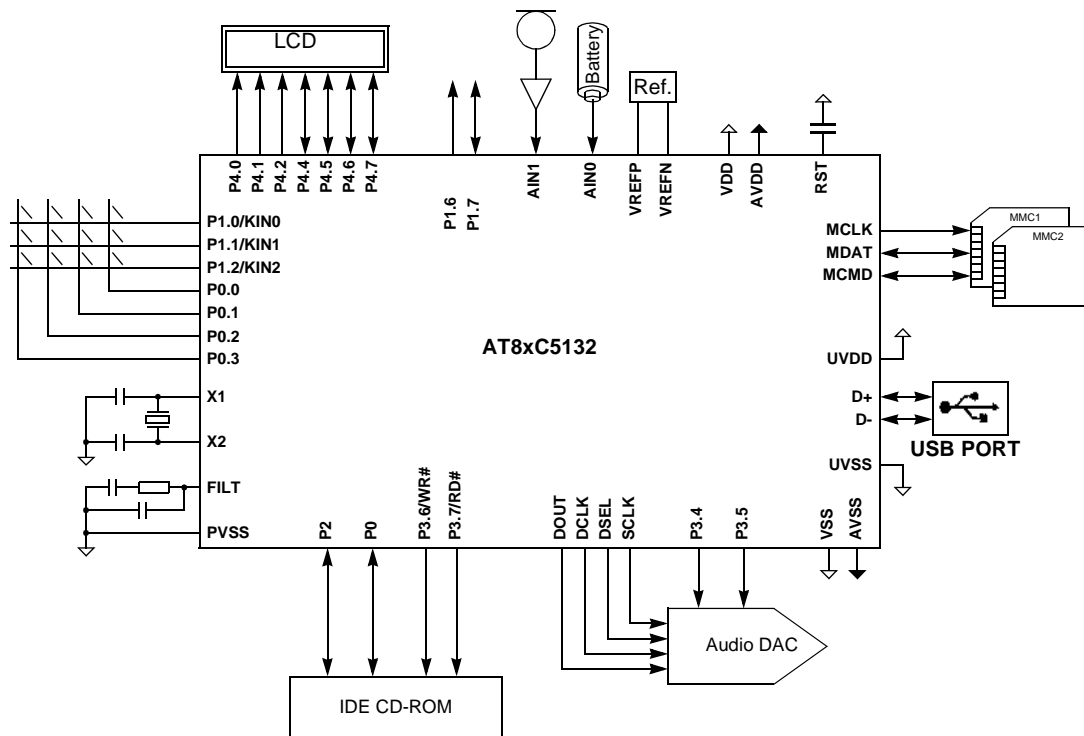 LCD
Battery
Ref.
P4.0
P4.1
P4.2
P4.4
P4.5
P4.6
P4.7
P1.6
P1.7
AIN1
AIN0
VREFP
VREFN
VDD
AVDD
RST
P1.0/KIN0
P1.1/KIN1
P1.2/KIN2
P0.0
P0.1
P0.2
P0.3
X1
X2
FILT
PVSS
AT8xC5132
MCLK
MDAT
MCMD
MMC1
MMC2
UVDD
D+
D-
USB PORT
UVSS
P2
P0
P3.6/WR#
P3.7/RD#
DOUT
DCLK
DSEL
SCLK
P3.4
P3.5
VSS
AVSS
Audio DAC
IDE CD-ROM